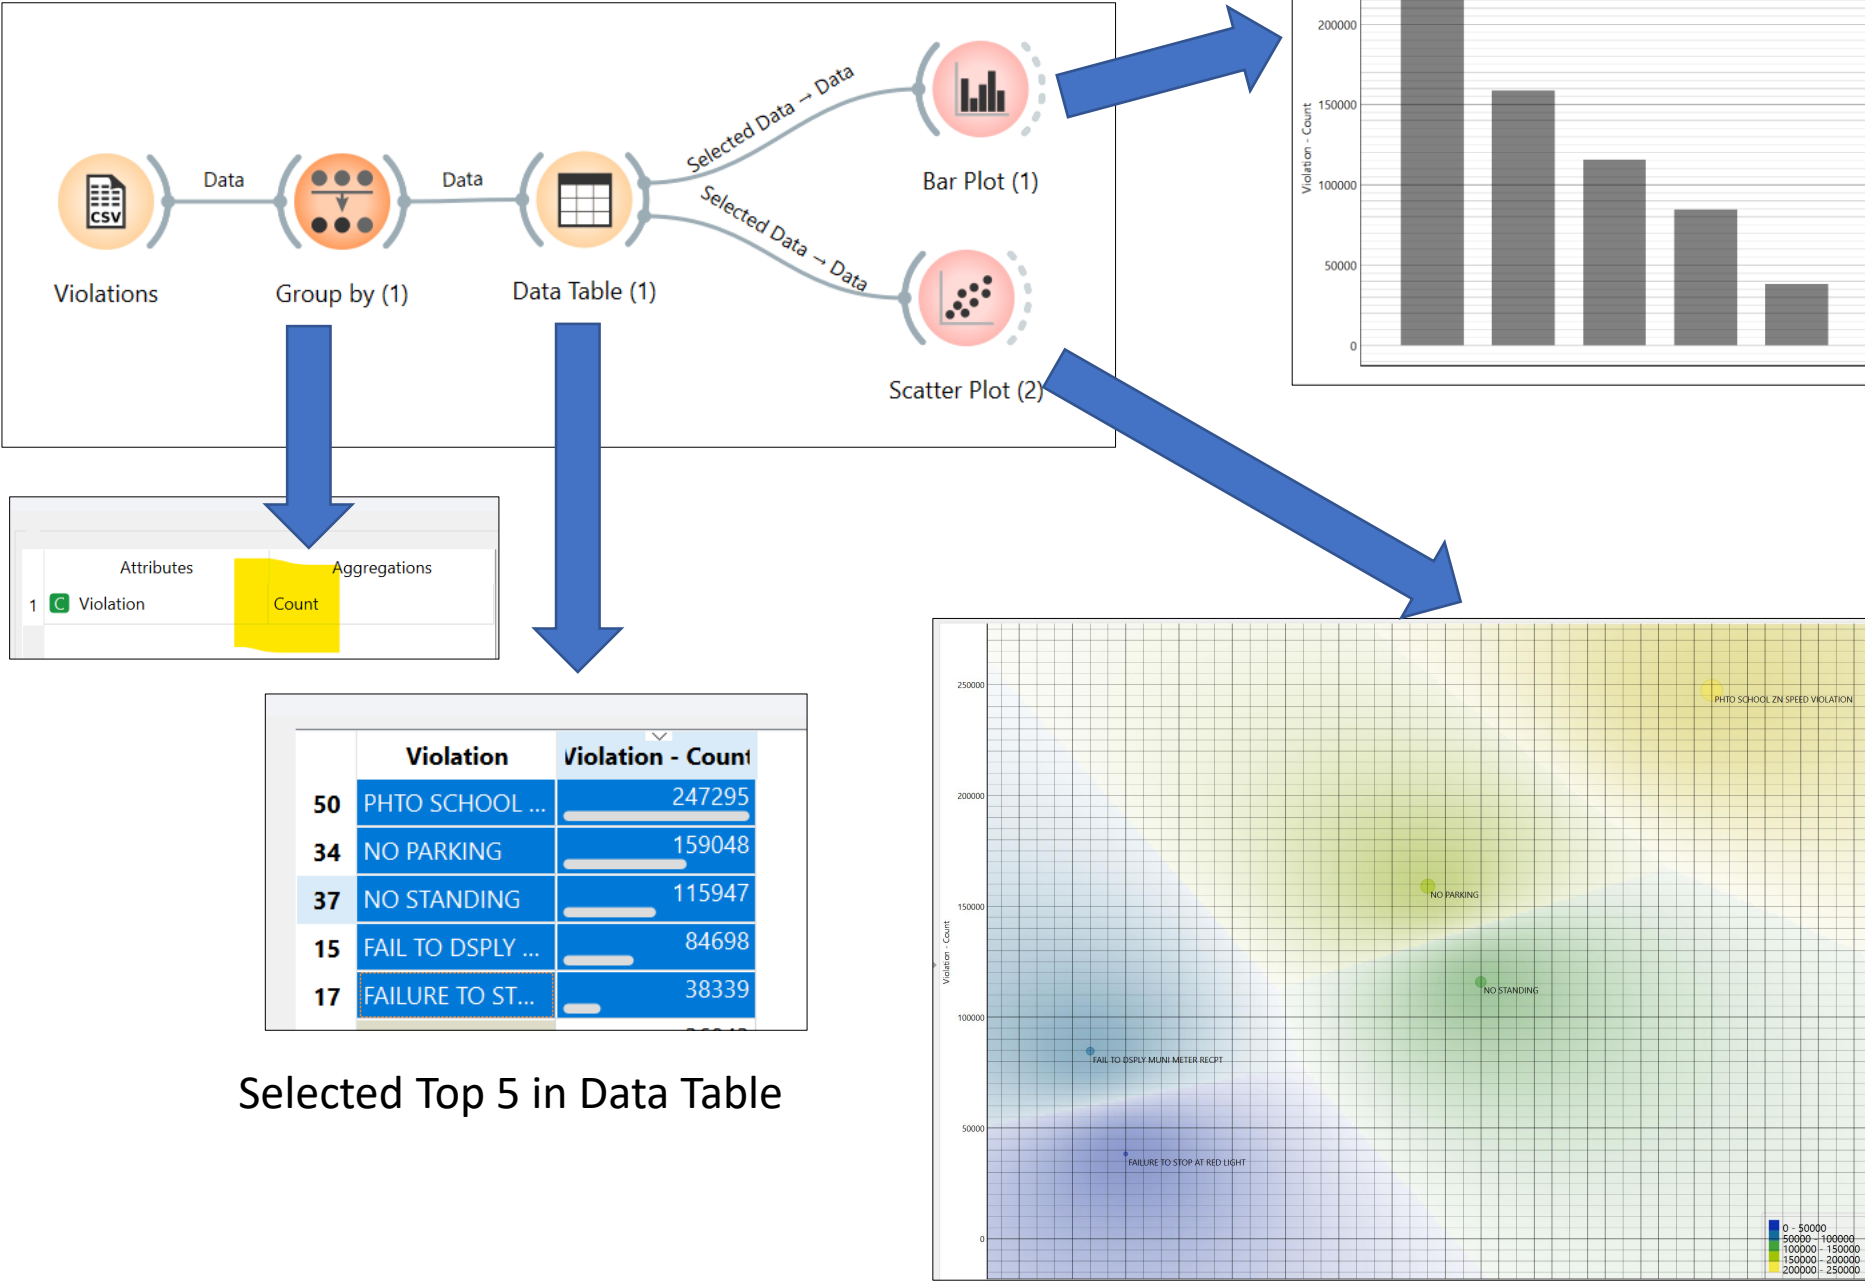 CSV
Violations
Data
Group by (1)
Data
Data Table (1)
Selected Data → Data
Bar Plot (1)
Selected Data → Data
Scatter Plot (2)
200000
150000
100000
50000
0
Violation - Count
Attributes Aggregations
1 C Violation Count
Violation Violation - Count
50 PHTO SCHOOL ... 247295
34 NO PARKING 159048
37 NO STANDING 115947
15 FAIL TO DSPLY ... 84698
17 FAILURE TO ST... 38339
Selected Top 5 in Data Table
250000
200000
150000
100000
50000
0
Violation - Count
PHTO SCHOOL ZN SPEED VIOLATION
NO PARKING
NO STANDING
FAIL TO DSPLY MUNI METER RECPT
FAILURE TO STOP AT RED LIGHT
0 - 50000
50000 - 100000
100000 - 150000
150000 - 200000
200000 - 250000